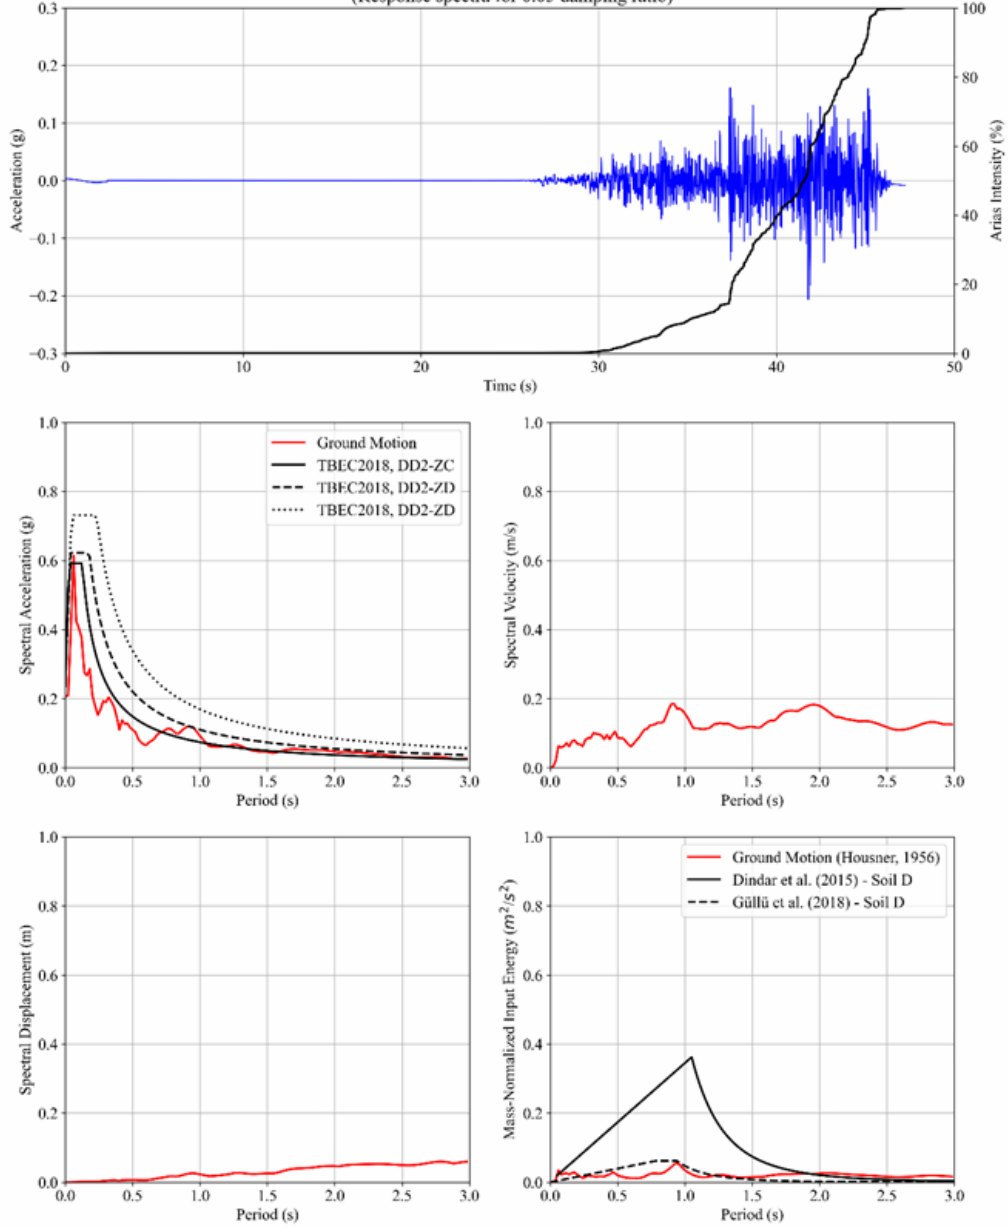 (Response spectra for 0.05 damping ratio)
0.3
0.2
0.1
0.0
−0.1
−0.2
−0.3
Acceleration (g)
100
80
60
40
20
0
Arias Intensity (%)
0 10 20 30 40 50
Time (s)
1.0
0.8
0.6
0.4
0.2
0.0
Spectral Acceleration (g)
Ground Motion
TBEC2018, DD2-ZC
TBEC2018, DD2-ZD
TBEC2018, DD2-ZD
0.0 0.5 1.0 1.5 2.0 2.5 3.0
Period (s)
1.0
0.8
0.6
0.4
0.2
0.0
Spectral Velocity (m/s)
0.0 0.5 1.0 1.5 2.0 2.5 3.0
Period (s)
1.0
0.8
0.6
0.4
0.2
0.0
Spectral Displacement (m)
0.0 0.5 1.0 1.5 2.0 2.5 3.0
Period (s)
1.0
0.8
0.6
0.4
0.2
0.0
Mass-Normalized Input Energy (m²/s²)
Ground Motion (Housner, 1956)
Dindar et al. (2015) - Soil D
Güllü et al. (2018) - Soil D
0.0 0.5 1.0 1.5 2.0 2.5 3.0
Period (s)